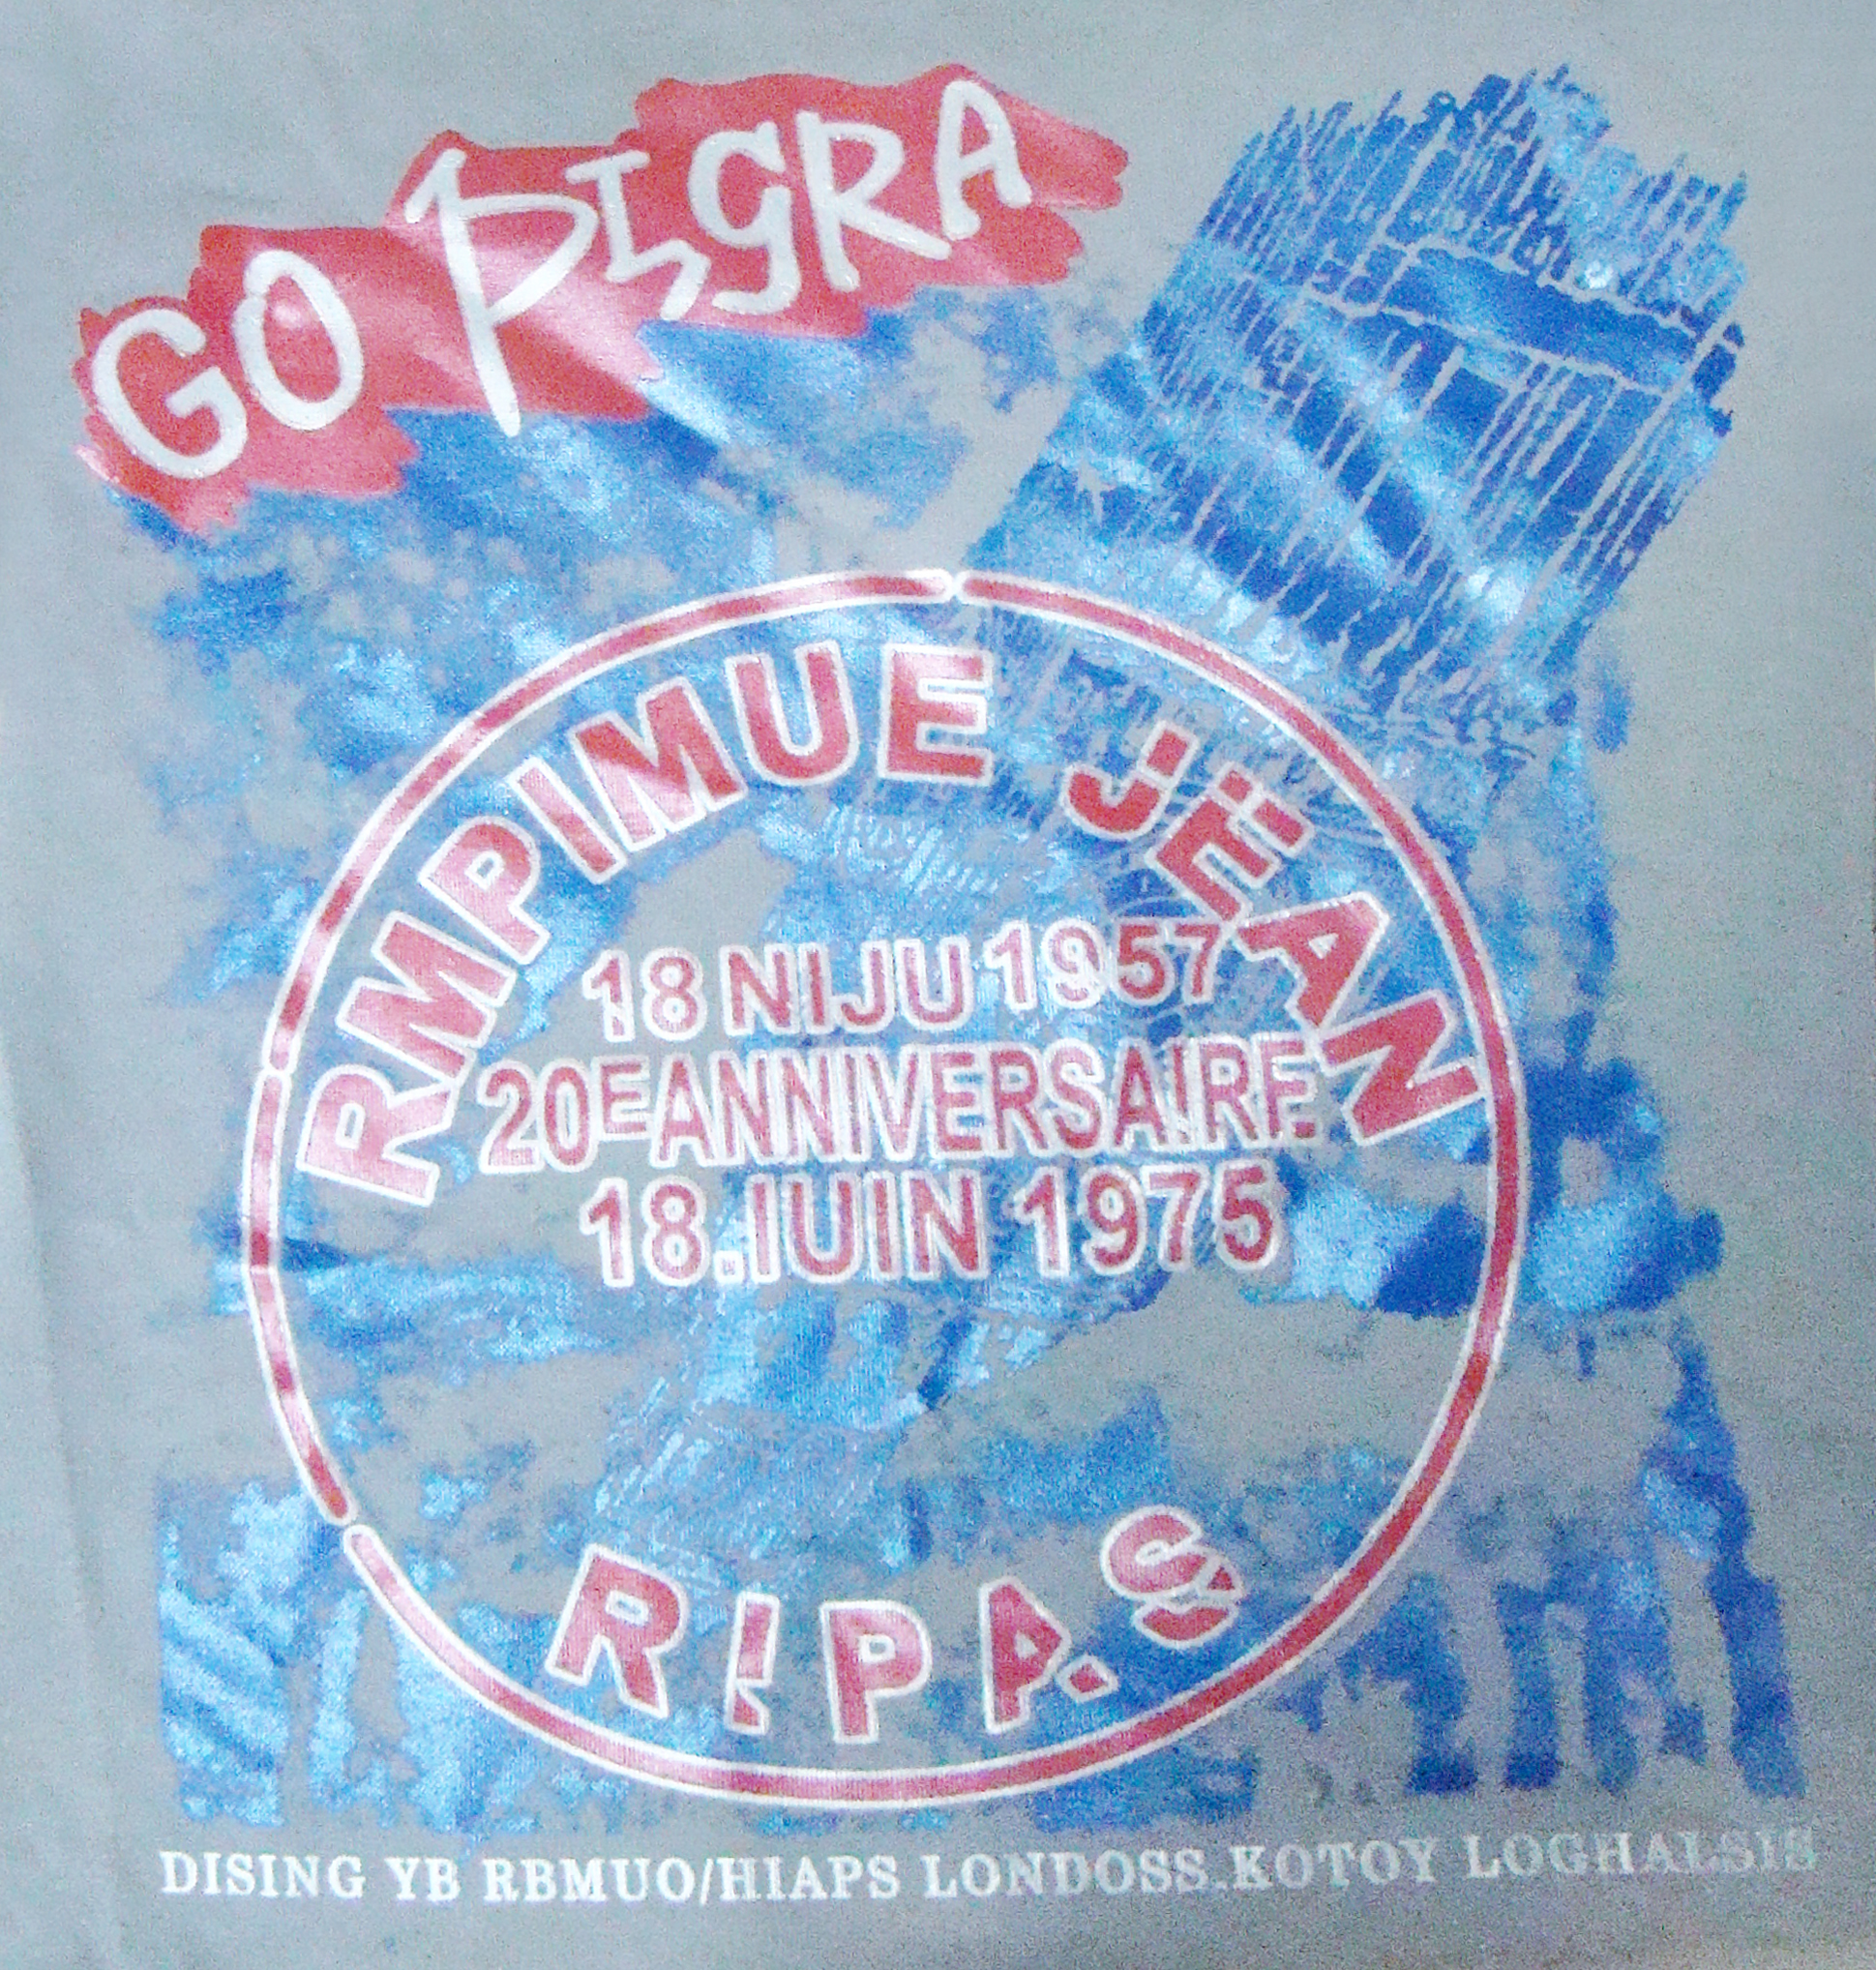 GO PIGRA
RMPIMUE JEAN
18 NIJU 1957
20E ANNIVERSAIRE
18.IUIN 1975
R!PA.S
DISING YB RBMUO/HIAPS LONDOSS.KOTOY LOGHALSIS